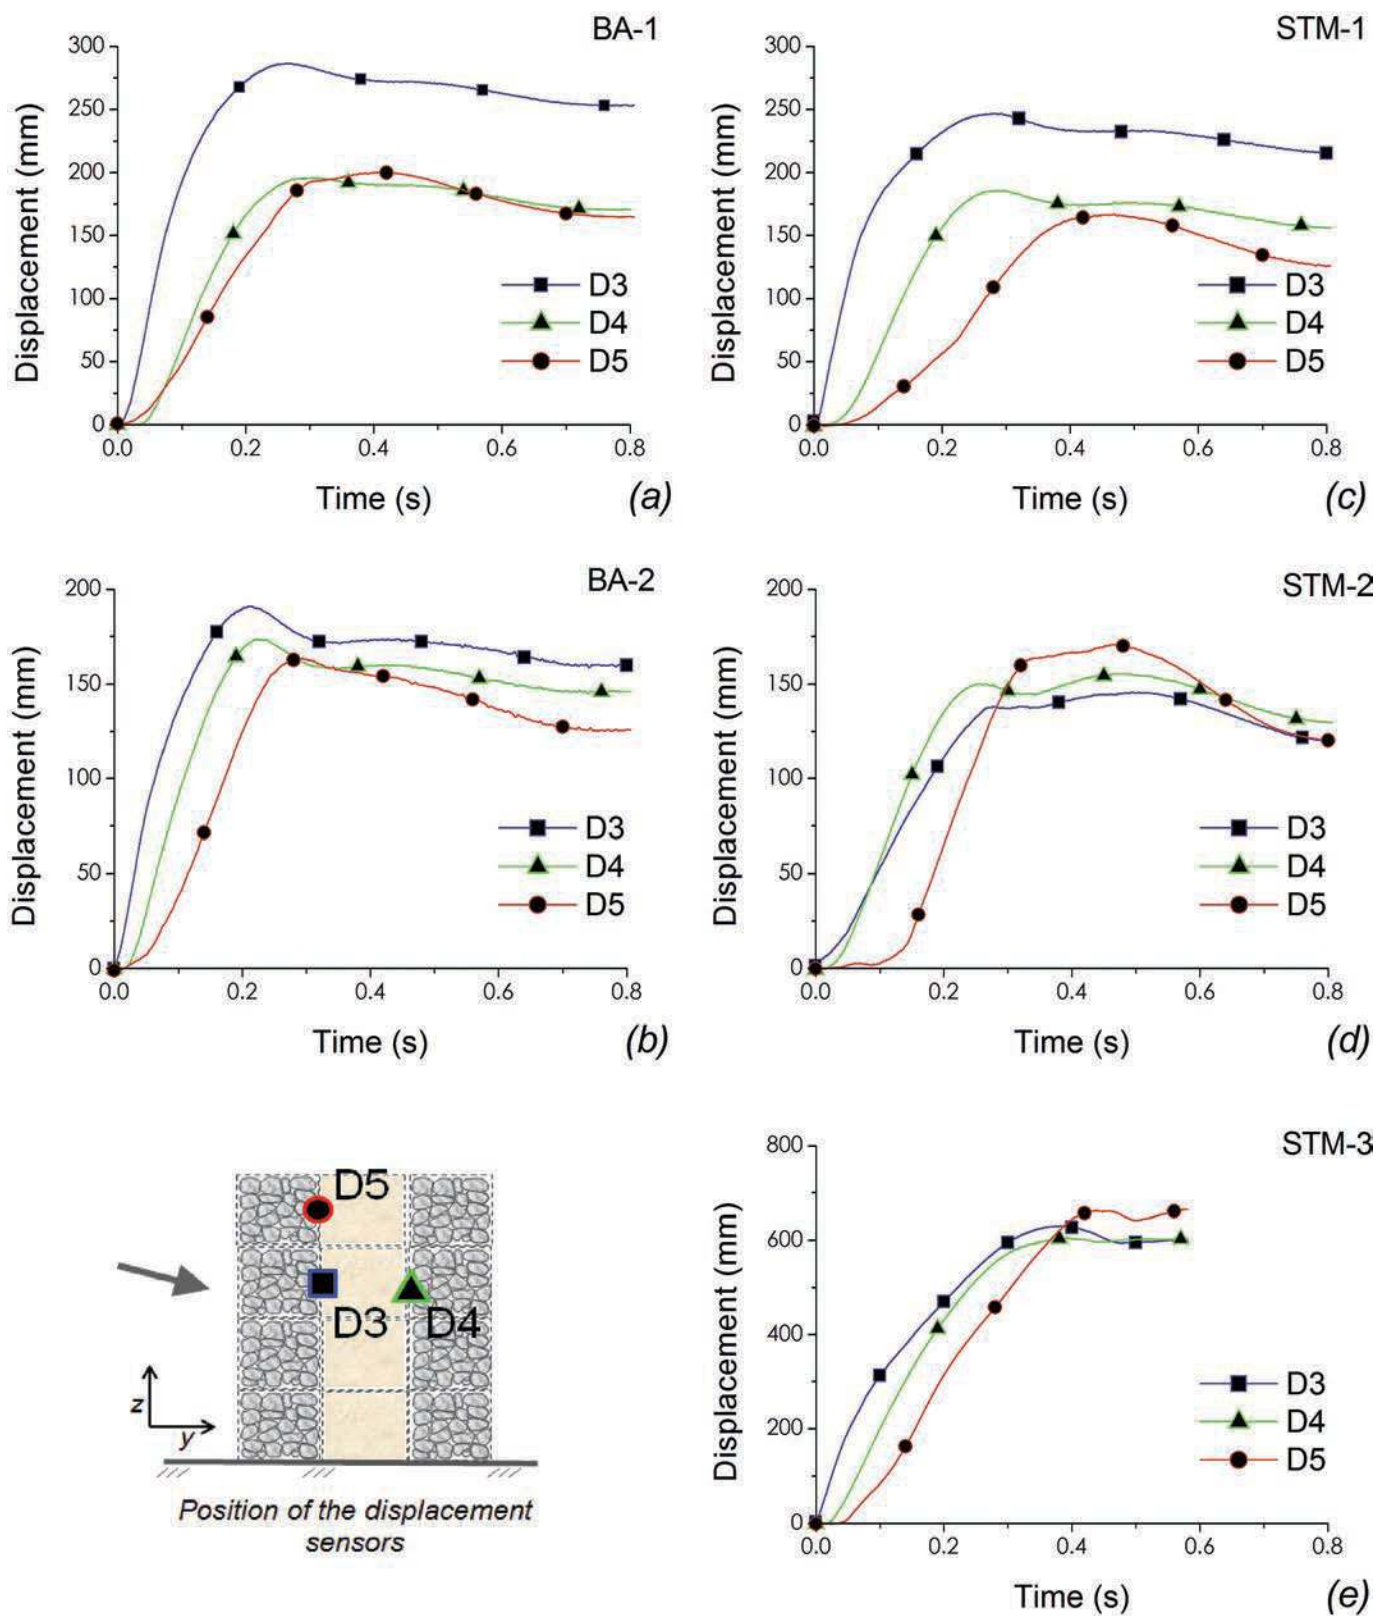 BA-1
300
250
200
150
100
50
0
Displacement (mm)
D3
D4
D5
0.0 0.2 0.4 0.6 0.8
Time (s)
(a)
STM-1
300
250
200
150
100
50
0
Displacement (mm)
D3
D4
D5
0.0 0.2 0.4 0.6 0.8
Time (s)
(c)
BA-2
200
150
100
50
0
Displacement (mm)
D3
D4
D5
0.0 0.2 0.4 0.6 0.8
Time (s)
(b)
STM-2
200
150
100
50
0
Displacement (mm)
D3
D4
D5
0.0 0.2 0.4 0.6 0.8
Time (s)
(d)
D5
D3 D4
z
y
Position of the displacement
sensors
STM-3
800
600
400
200
0
Displacement (mm)
D3
D4
D5
0.0 0.2 0.4 0.6 0.8
Time (s)
(e)